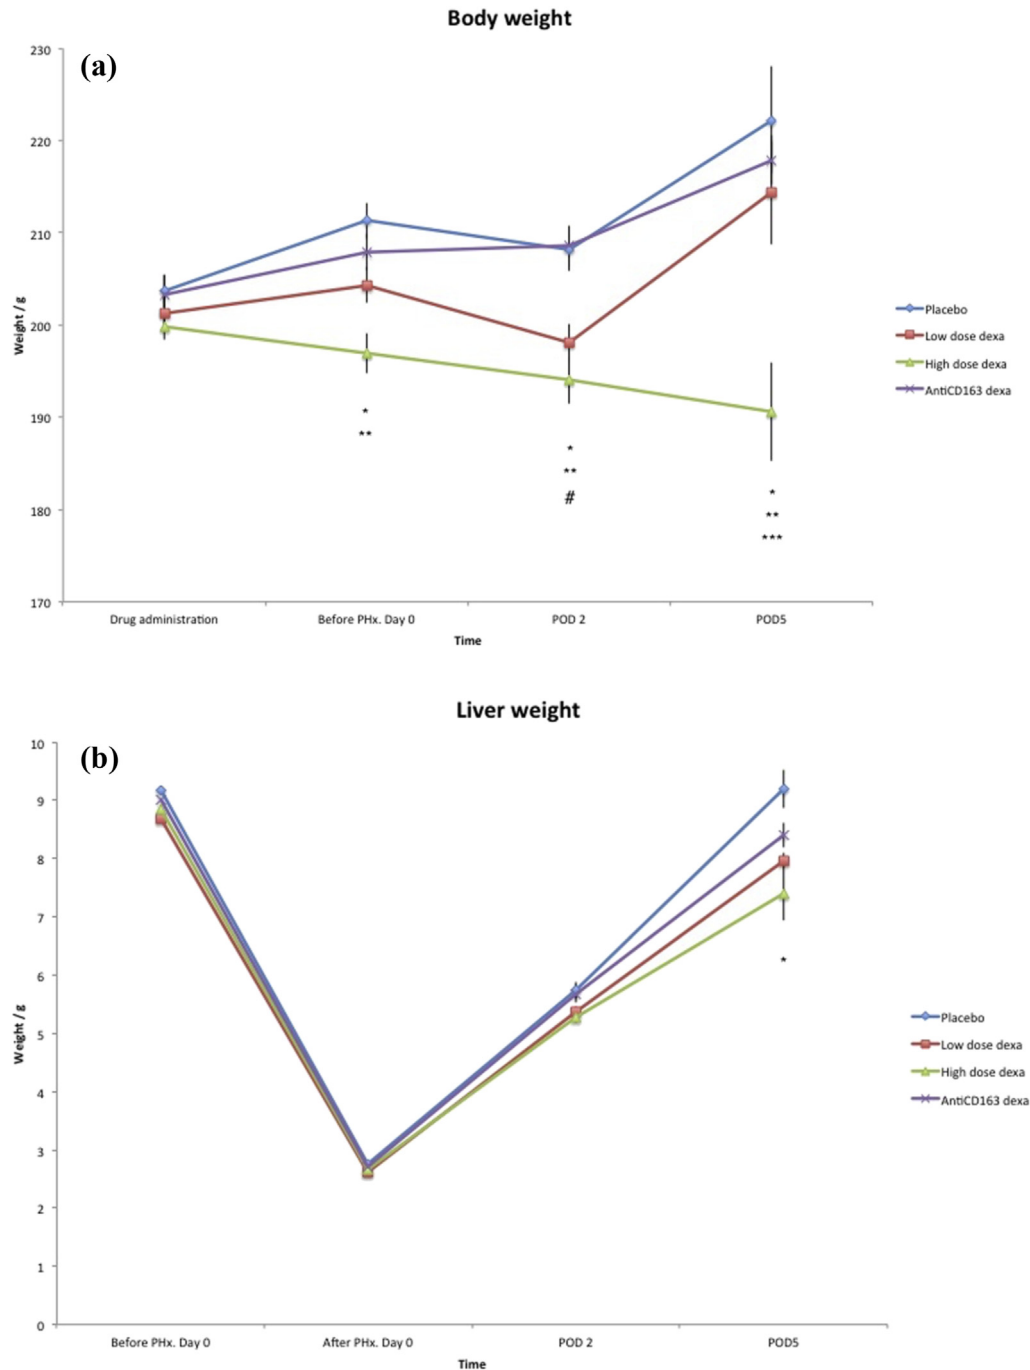 Body weight
(a)
230
220
210
200
190
180
170
Weight / g
*
**
*
**
#
*
**
***
Placebo
Low dose dexa
High dose dexa
AntiCD163 dexa
Drug administration
Before PHx. Day 0
POD 2
POD5
Time
Liver weight
(b)
10
9
8
7
6
5
4
3
2
1
0
Weight / g
*
Placebo
Low dose dexa
High dose dexa
AntiCD163 dexa
Before PHx. Day 0
After PHx. Day 0
POD 2
POD5
Time